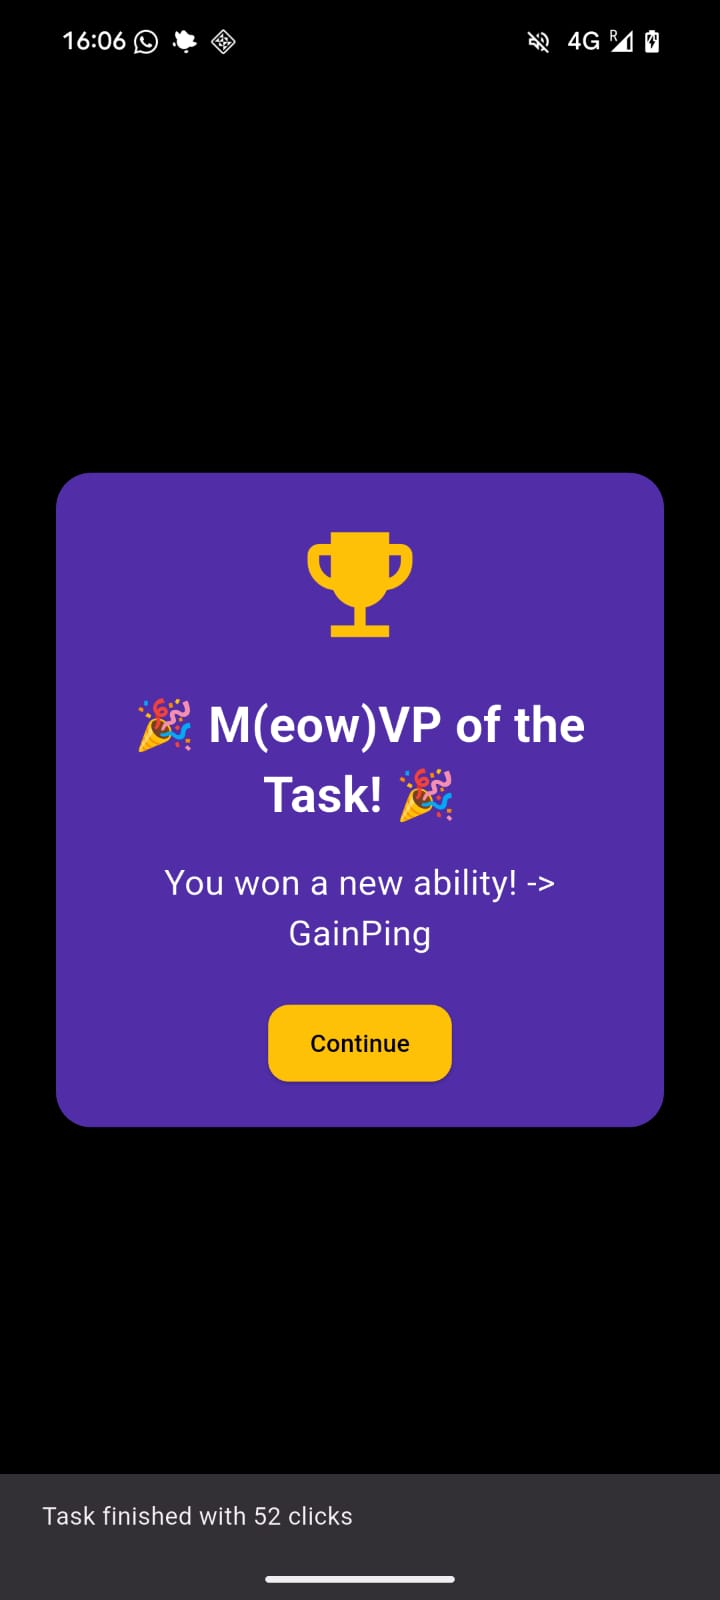 16:06 4G R
🎉 M(eow)VP of the
Task! 🎉
You won a new ability! ->
GainPing
Continue
Task finished with 52 clicks